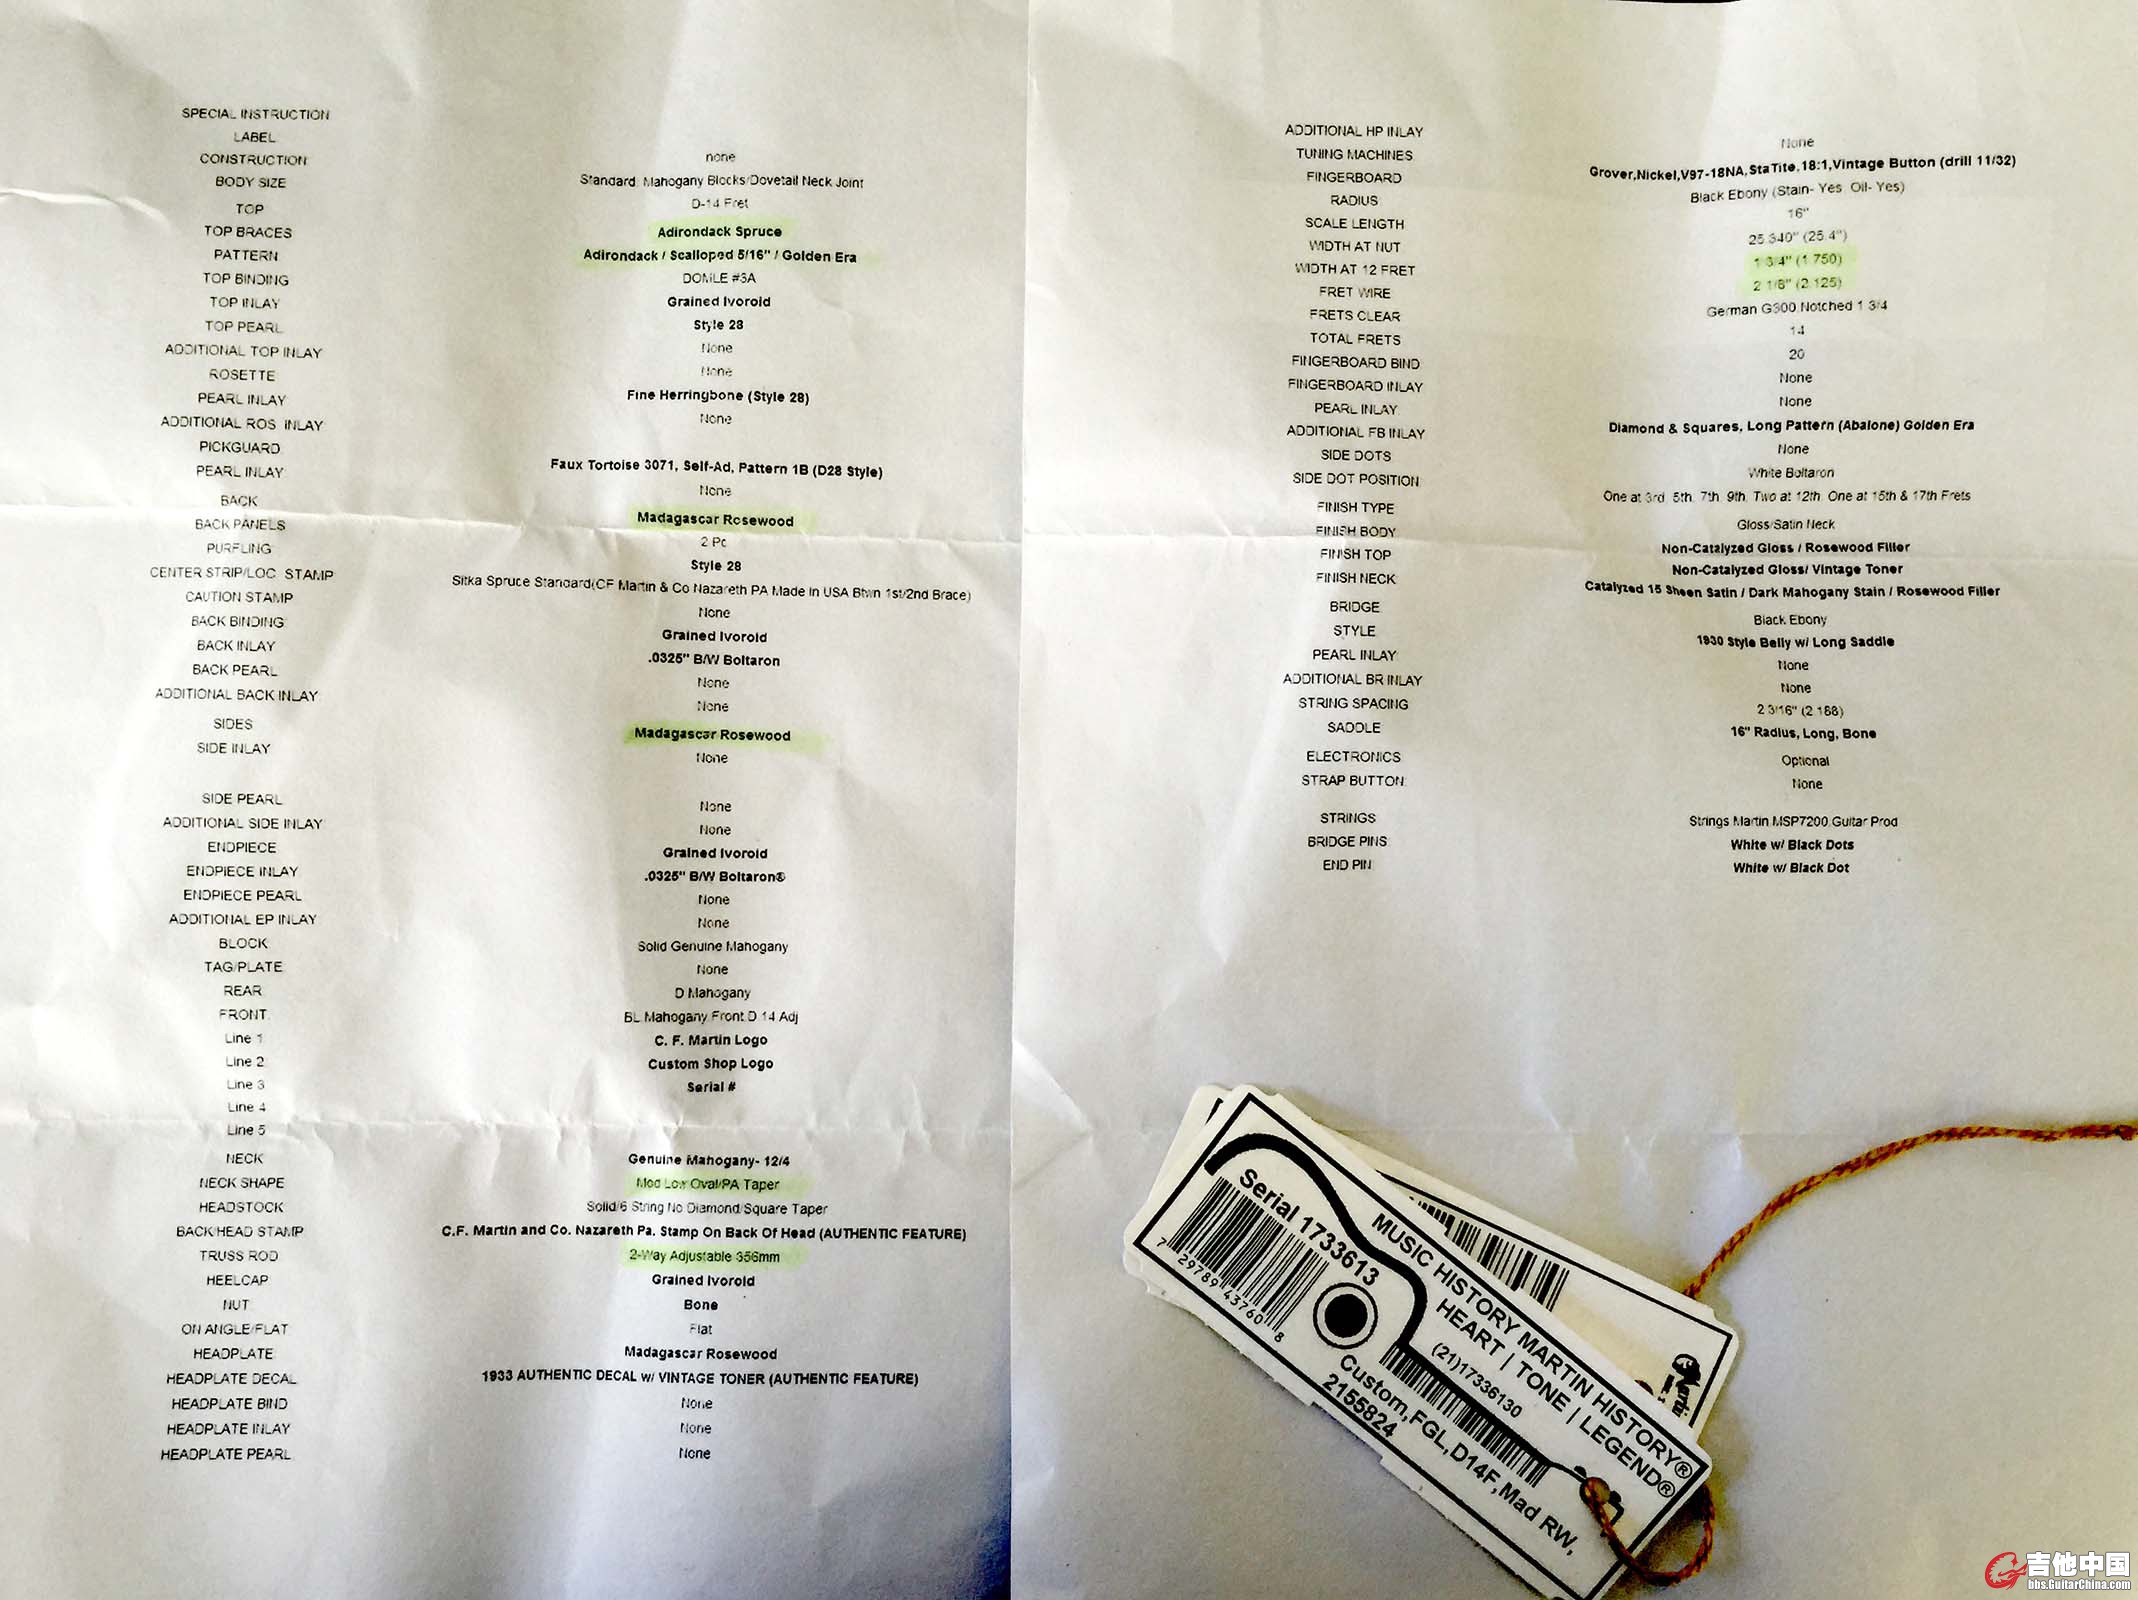 SPECIAL INSTRUCTION
LABEL
CONSTRUCTION
BODY SIZE
TOP
TOP BRACES
PATTERN
TOP BINDING
TOP INLAY
TOP PEARL
ADDITIONAL TOP INLAY
ROSETTE
PEARL INLAY
ADDITIONAL ROS INLAY
PICKGUARD
PEARL INLAY
BACK
BACK PANELS
PURFLING
CENTER STRIP/LOC STAMP
CAUTION STAMP
BACK BINDING
BACK INLAY
BACK PEARL
ADDITIONAL BACK INLAY
SIDES
SIDE INLAY
SIDE PEARL
ADDITIONAL SIDE INLAY
ENDPIECE
ENDPIECE INLAY
ENDPIECE PEARL
ADDITIONAL EP INLAY
BLOCK
TAG/PLATE
REAR
FRONT
Line 1
Line 2
Line 3
Line 4
Line 5
NECK
NECK SHAPE
HEADSTOCK
BACK/HEAD STAMP
TRUSS ROD
HEELCAP
NUT
ON ANGLE/FLAT
HEADPLATE
HEADPLATE DECAL
HEADPLATE BIND
HEADPLATE INLAY
HEADPLATE PEARL
none
Standard: Mahogany Blocks/Dovetail Neck Joint
D-14 Fret
Adirondack Spruce
Adirondack / Scalloped 5/16" / Golden Era
DOMLE #3A
Grained Ivoroid
Style 28
None
None
Fine Herringbone (Style 28)
None
Faux Tortoise 3071, Self-Ad, Pattern 1B (D28 Style)
None
Madagascar Rosewood
2 Pc
Style 28
Sitka Spruce Standard(CF Martin & Co Nazareth PA Made In USA Btwn 1st/2nd Brace)
None
Grained Ivoroid
.0325" B/W Boltaron
None
None
Madagascar Rosewood
None
None
None
Grained Ivoroid
.0325" B/W Boltaron®
None
None
Solid Genuine Mahogany
None
D Mahogany
BL Mahogany Front D 14 Adj
C. F. Martin Logo
Custom Shop Logo
Serial #
Genuine Mahogany- 12/4
Mod Low Oval/PA Taper
Solid/6 String No Diamond/Square Taper
C.F. Martin and Co. Nazareth Pa. Stamp On Back Of Head (AUTHENTIC FEATURE)
2-Way Adjustable 356mm
Grained Ivoroid
Bone
Flat
Madagascar Rosewood
1933 AUTHENTIC DECAL w/ VINTAGE TONER (AUTHENTIC FEATURE)
None
None
None
ADDITIONAL HP INLAY
TUNING MACHINES
FINGERBOARD
RADIUS
SCALE LENGTH
WIDTH AT NUT
WIDTH AT 12 FRET
FRET WIRE
FRETS CLEAR
TOTAL FRETS
FINGERBOARD BIND
FINGERBOARD INLAY
PEARL INLAY
ADDITIONAL FB INLAY
SIDE DOTS
SIDE DOT POSITION
FINISH TYPE
FINISH BODY
FINISH TOP
FINISH NECK
BRIDGE
STYLE
PEARL INLAY
ADDITIONAL BR INLAY
STRING SPACING
SADDLE
ELECTRONICS
STRAP BUTTON
STRINGS
BRIDGE PINS
END PIN
None
Grover,Nickel,V97-18NA,StaTite,18:1,Vintage Button (drill 11/32)
Black Ebony (Stain- Yes Oil- Yes)
16"
25.340" (25.4")
1 3/4" (1.750)
2 1/8" (2.125)
German G300 Notched 1 3/4
14
20
None
None
Diamond & Squares, Long Pattern (Abalone) Golden Era
None
White Boltaron
One at 3rd, 5th, 7th, 9th, Two at 12th, One at 15th & 17th Frets
Gloss/Satin Neck
Non-Catalyzed Gloss / Rosewood Filler
Non-Catalyzed Gloss/ Vintage Toner
Catalyzed 15 Sheen Satin / Dark Mahogany Stain / Rosewood Filler
Black Ebony
1930 Style Belly w/ Long Saddle
None
None
2 3/16" (2.188)
16" Radius, Long, Bone
Optional
None
Strings Martin MSP7200 Guitar Prod
White w/ Black Dots
White w/ Black Dot
Serial 1733613
7 29789 43760 8
MUSIC HISTORY MARTIN HISTORY®
HEART | TONE | LEGEND®
(21)17336130
Custom,FGL,D14F,Mad RW,
2155824
吉他中国
bbs.GuitarChina.com